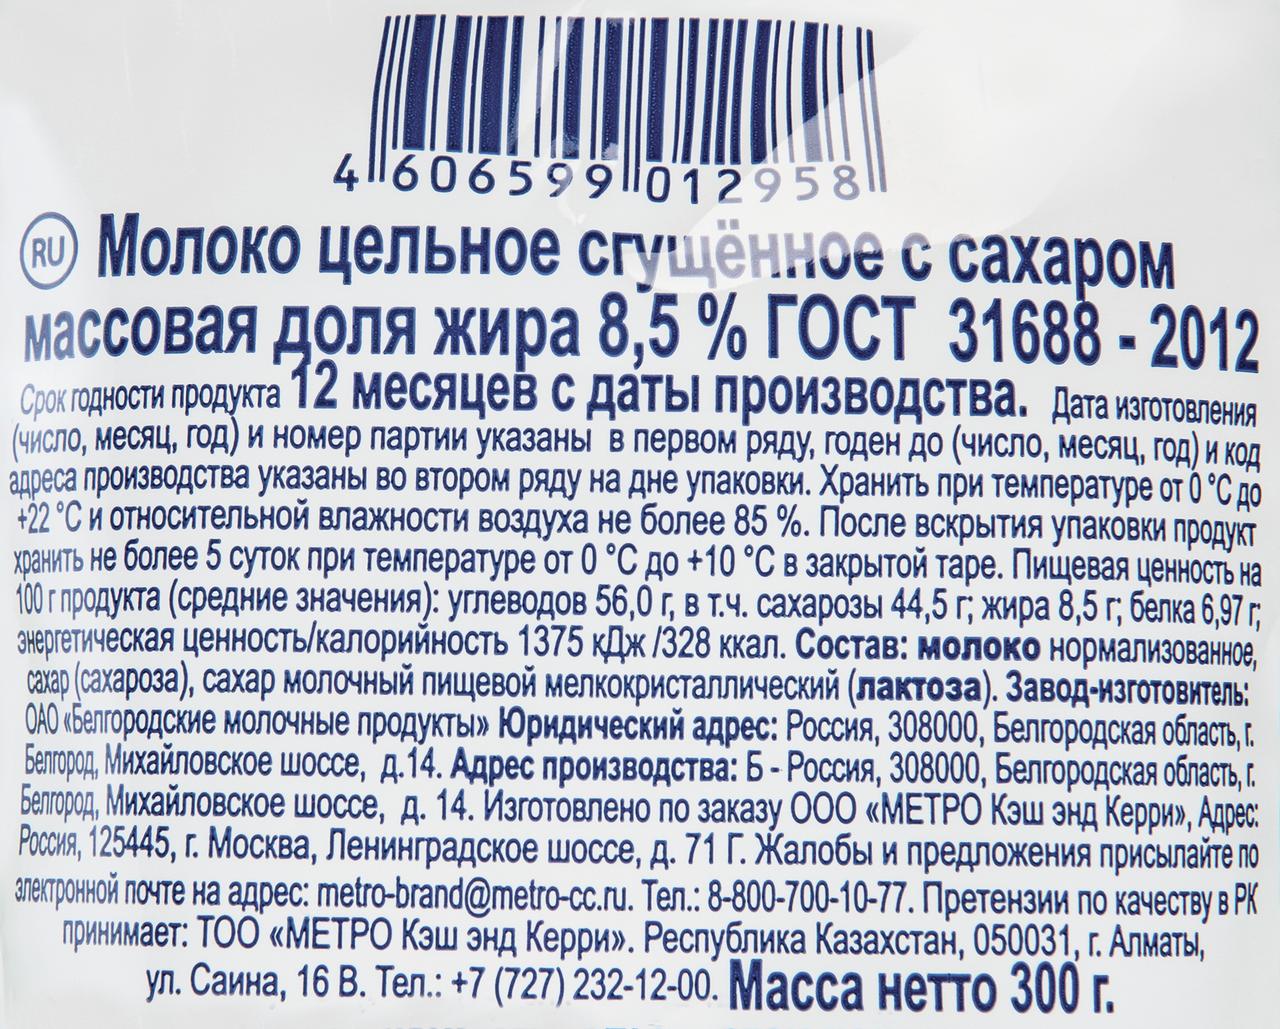 4 606599 012958
RU Молоко цельное сгущённое с сахаром
массовая доля жира 8,5 % ГОСТ 31688 - 2012
Срок годности продукта 12 месяцев с даты производства. Дата изготовления
(число, месяц, год) и номер партии указаны в первом ряду, годен до (число, месяц, год) и код
адреса производства указаны во втором ряду на дне упаковки. Хранить при температуре от 0 °C до
+22 °C и относительной влажности воздуха не более 85 %. После вскрытия упаковки продукт
хранить не более 5 суток при температуре от 0 °C до +10 °C в закрытой таре. Пищевая ценность на
100 г продукта (средние значения): углеводов 56,0 г, в т.ч. сахарозы 44,5 г; жира 8,5 г; белка 6,97 г;
энергетическая ценность/калорийность 1375 кДж /328 ккал. Состав: молоко нормализованное,
сахар (сахароза), сахар молочный пищевой мелкокристаллический (лактоза). Завод-изготовитель:
ОАО «Белгородские молочные продукты» Юридический адрес: Россия, 308000, Белгородская область, г.
Белгород, Михайловское шоссе, д.14. Адрес производства: Б - Россия, 308000, Белгородская область, г.
Белгород, Михайловское шоссе, д. 14. Изготовлено по заказу ООО «МЕТРО Кэш энд Керри», Адрес:
Россия, 125445, г. Москва, Ленинградское шоссе, д. 71 Г. Жалобы и предложения присылайте по
электронной почте на адрес: metro-brand@metro-cc.ru. Тел.: 8-800-700-10-77. Претензии по качеству в РК
принимает: ТОО «МЕТРО Кэш энд Керри». Республика Казахстан, 050031, г. Алматы,
ул. Саина, 16 В. Тел.: +7 (727) 232-12-00. Масса нетто 300 г.